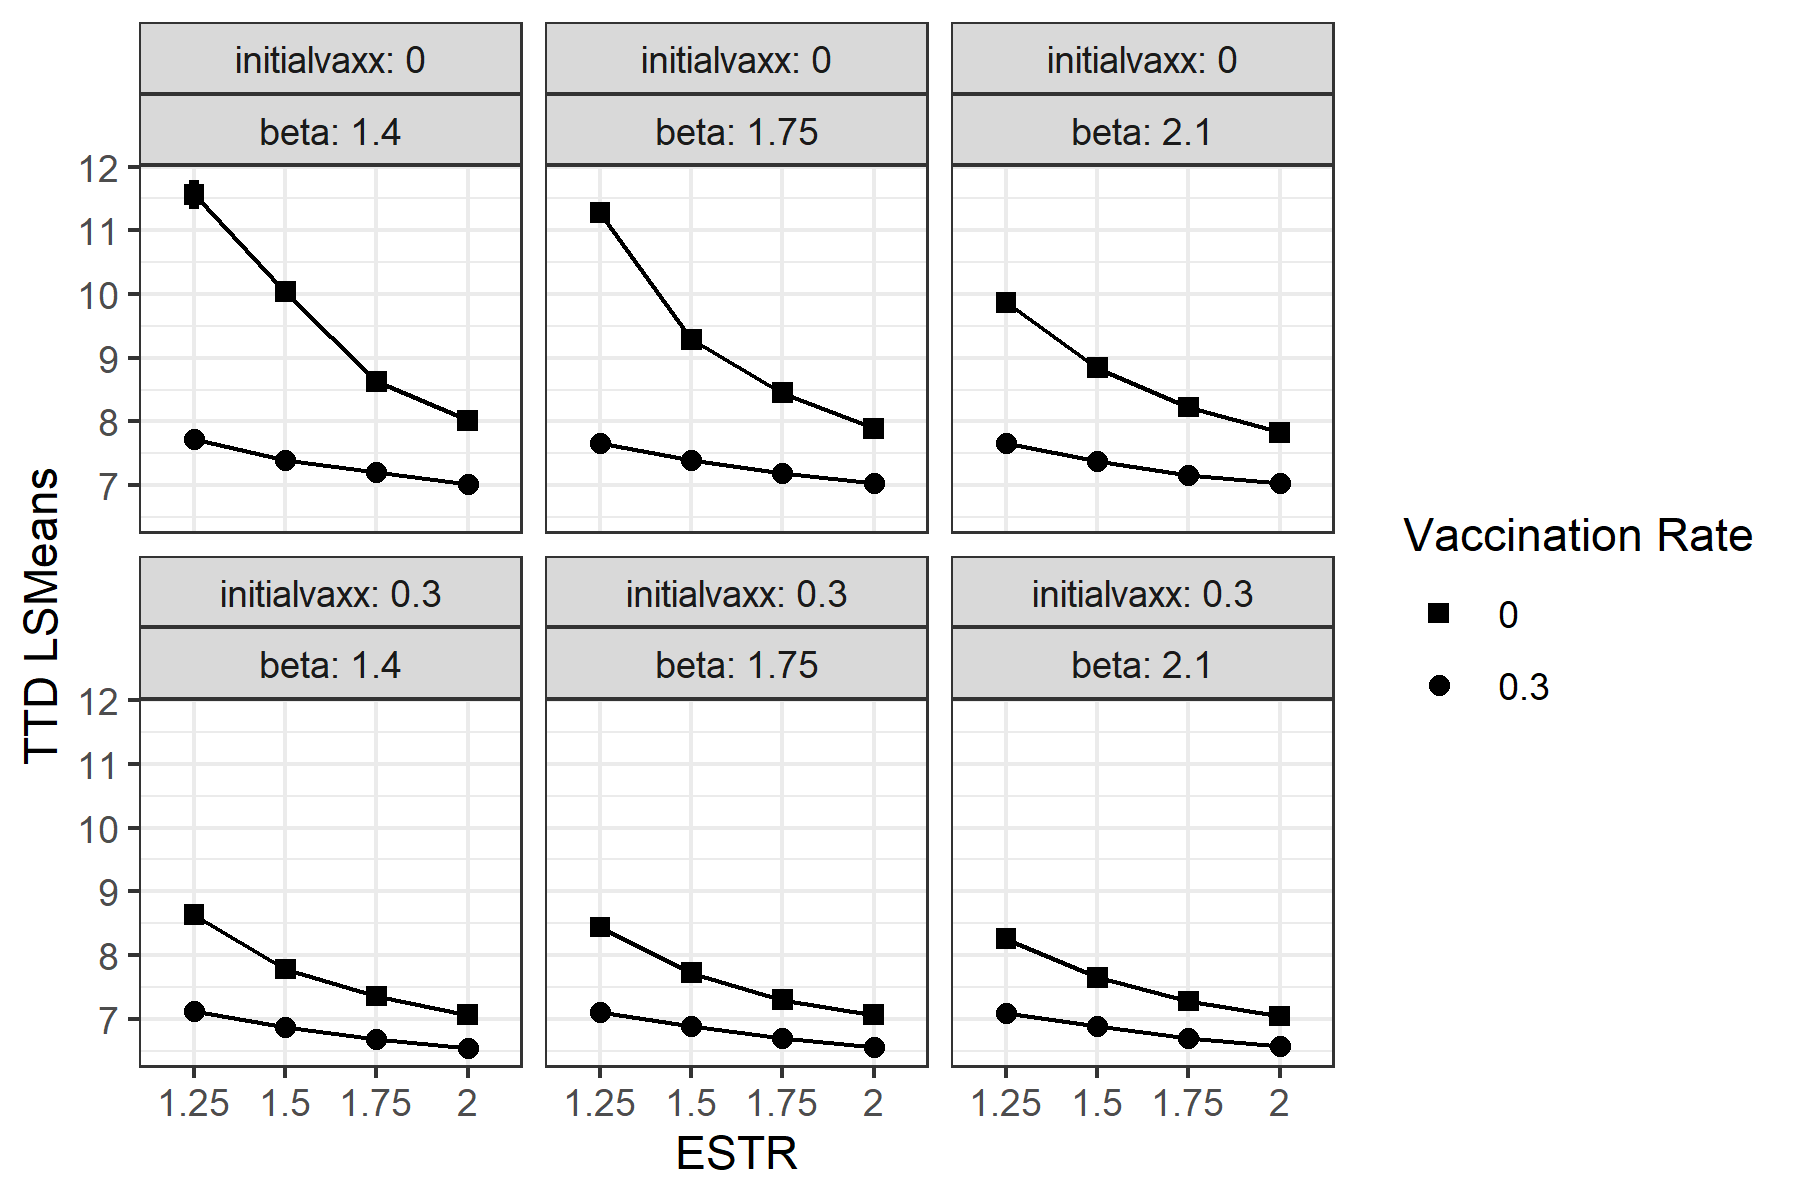 initialvaxx: 0
initialvaxx: 0
initialvaxx: 0
beta: 1.4
beta: 1.75
beta: 2.1
12
11
10
9
8
7
initialvaxx: 0.3
initialvaxx: 0.3
initialvaxx: 0.3
beta: 1.4
beta: 1.75
beta: 2.1
12
11
10
9
8
7
1.25 1.5 1.75 2
1.25 1.5 1.75 2
1.25 1.5 1.75 2
ESTR
TTD LSMeans
Vaccination Rate
0
0.3